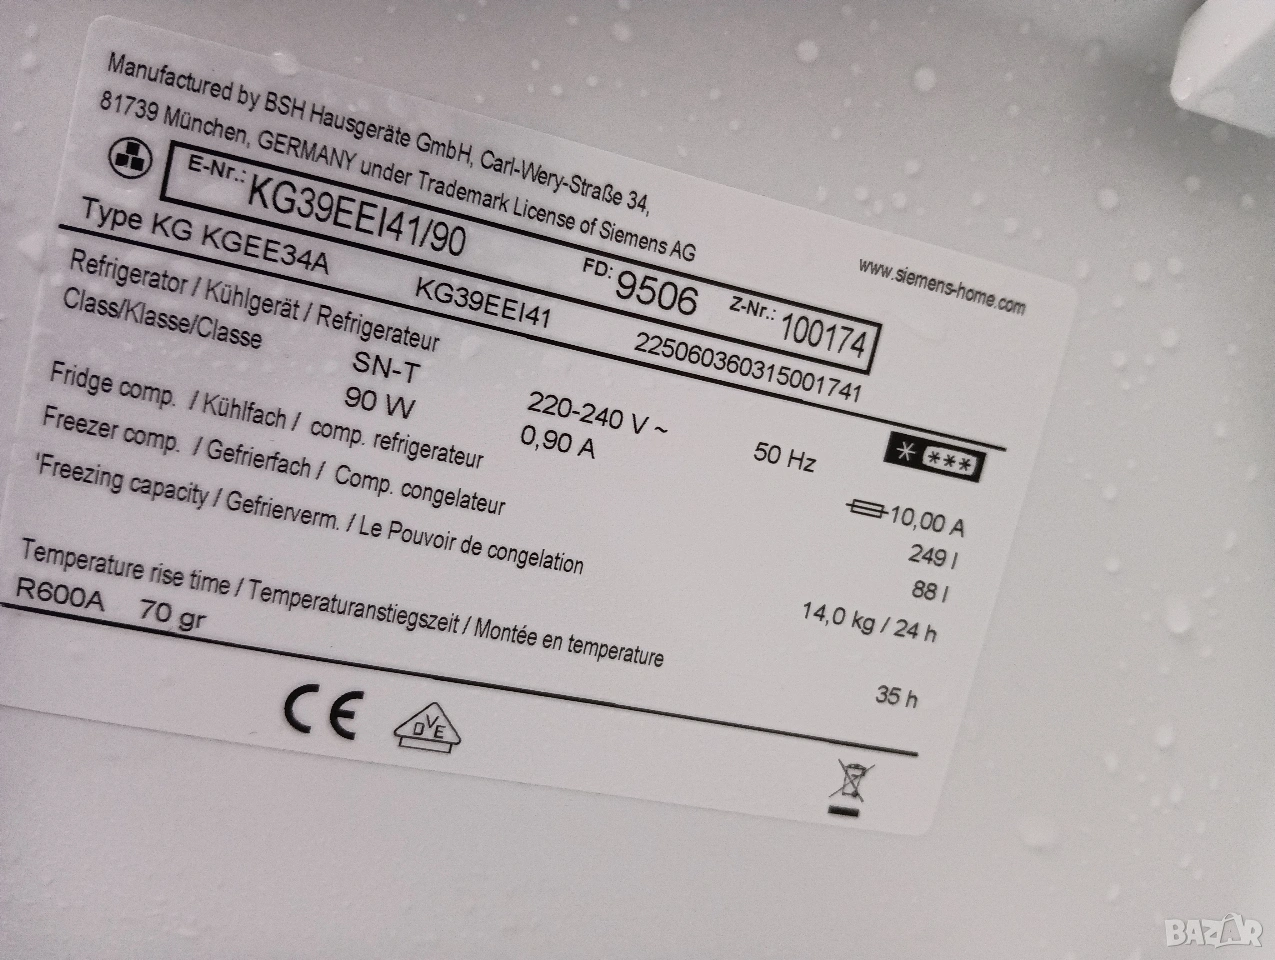 Manufactured by BSH Hausgeräte GmbH, Carl-Wery-Straße 34,
81739 München, GERMANY under Trademark License of Siemens AG
www.siemens-home.com
E-Nr.: KG39EEI41/90 FD: 9506 Z-Nr.: 100174
Type KG KGEE34A KG39EEI41 225060360315001741
Refrigerator / Kühlgerät / Refrigerateur
Class/Klasse/Classe SN-T 220-240 V ~ 50 Hz * ***
90 W 0,90 A 10,00 A
Fridge comp. / Kühlfach / comp. refrigerateur 249 l
Freezer comp. / Gefrierfach / Comp. congelateur 88 l
'Freezing capacity / Gefrierverm. / Le Pouvoir de congelation 14,0 kg / 24 h
Temperature rise time / Temperaturanstiegszeit / Montée en temperature 35 h
R600A 70 gr
CE DVE
BAZAR